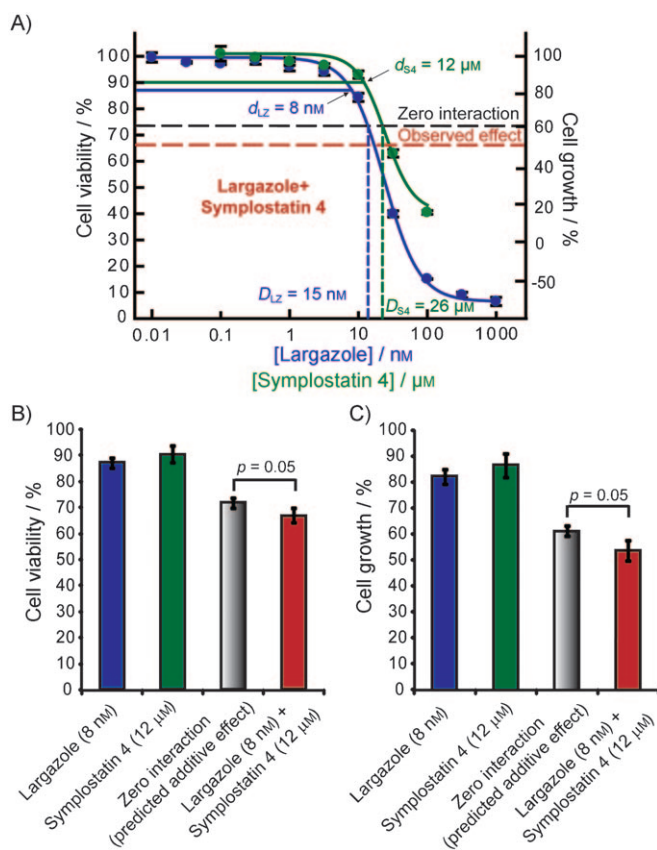 A)
100
90
80
70
60
50
40
30
20
10
0
Cell viability / %
100
80
60
40
20
0
-50
Cell growth / %
dS4 = 12 µM
dLZ = 8 nM
Zero interaction
Observed effect
Largazole+
Symplostatin 4
DLZ = 15 nM
DS4 = 26 µM
0.01 0.1 1 10 100 1000
[Largazole] / nM
[Symplostatin 4] / µM
B)
100
90
80
70
60
50
40
30
20
10
0
Cell viability / %
p = 0.05
Largazole (8 nM)
Symplostatin 4 (12 µM)
Zero interaction
(predicted additive effect)
Largazole (8 nM) +
Symplostatin 4 (12 µM)
C)
100
90
80
70
60
50
40
30
20
10
0
Cell growth / %
p = 0.05
Largazole (8 nM)
Symplostatin 4 (12 µM)
Zero interaction
(predicted additive effect)
Largazole (8 nM) +
Symplostatin 4 (12 µM)